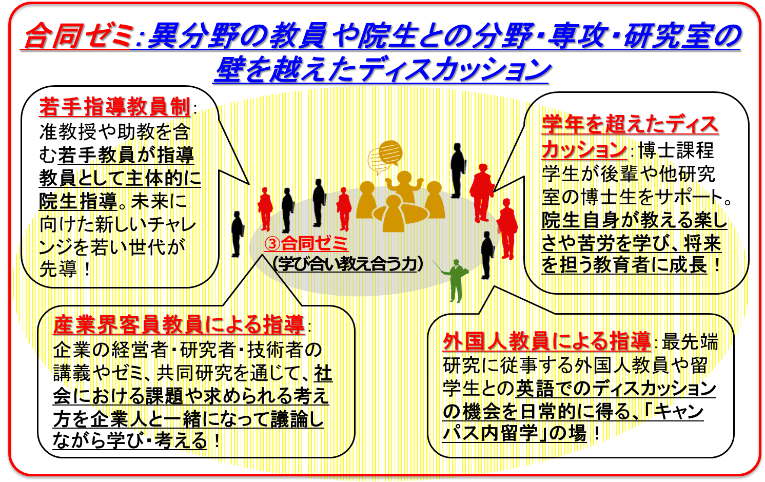 合同ゼミ：異分野の教員や院生との分野・専攻・研究室の
壁を越えたディスカッション
若手指導教員制：
准教授や助教を含
む若手教員が指導
教員として主体的に
院生指導。未来に
向けた新しいチャレ
ンジを若い世代が
先導！
学年を超えたディス
カッション：博士課程
学生が後輩や他研究
室の博士生をサポート。
院生自身が教える楽し
さや苦労を学び、将来
を担う教育者に成長！
③合同ゼミ
（学び合い教え合う力）
産業界客員教員による指導：
企業の経営者・研究者・技術者の
講義やゼミ、共同研究を通じて、社
会における課題や求められる考え
方を企業人と一緒になって議論し
ながら学び・考える！
外国人教員による指導：最先端
研究に従事する外国人教員や留
学生との英語でのディスカッション
の機会を日常的に得る、「キャン
パス内留学」の場！